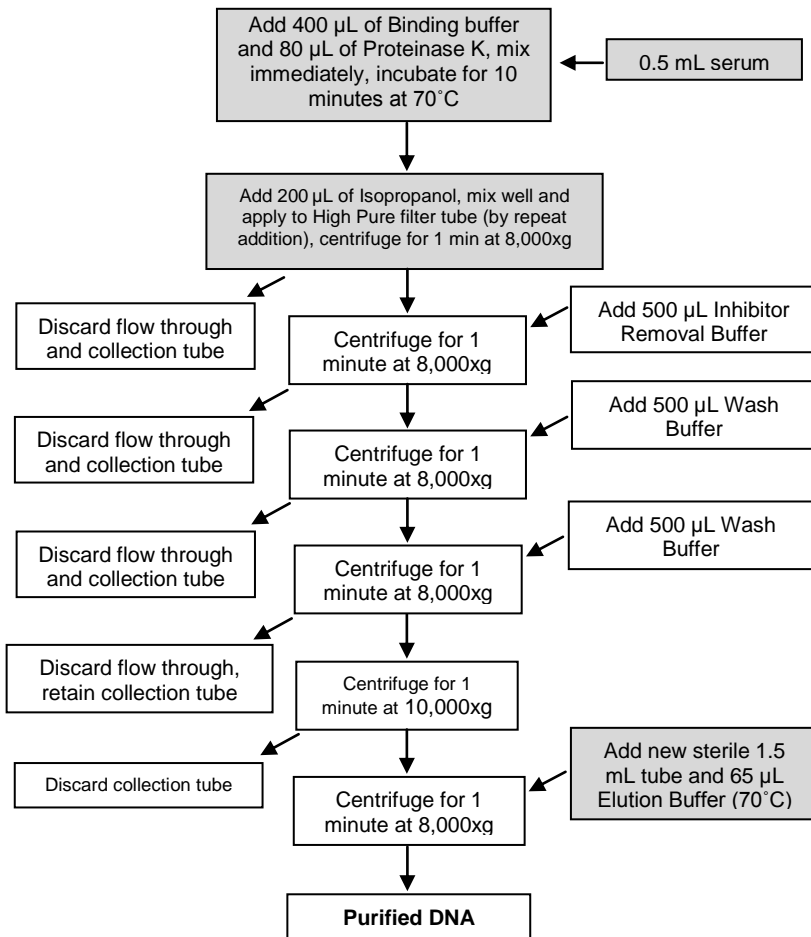 Add 400 µL of Binding buffer
and 80 µL of Proteinase K, mix
immediately, incubate for 10
minutes at 70˚C
0.5 mL serum
Add 200 µL of Isopropanol, mix well and
apply to High Pure filter tube (by repeat
addition), centrifuge for 1 min at 8,000xg
Discard flow through
and collection tube
Centrifuge for 1
minute at 8,000xg
Add 500 µL Inhibitor
Removal Buffer
Discard flow through
and collection tube
Centrifuge for 1
minute at 8,000xg
Add 500 µL Wash
Buffer
Discard flow through
and collection tube
Centrifuge for 1
minute at 8,000xg
Add 500 µL Wash
Buffer
Discard flow through,
retain collection tube
Centrifuge for 1
minute at 10,000xg
Discard collection tube
Centrifuge for 1
minute at 8,000xg
Add new sterile 1.5
mL tube and 65 µL
Elution Buffer (70˚C)
Purified DNA